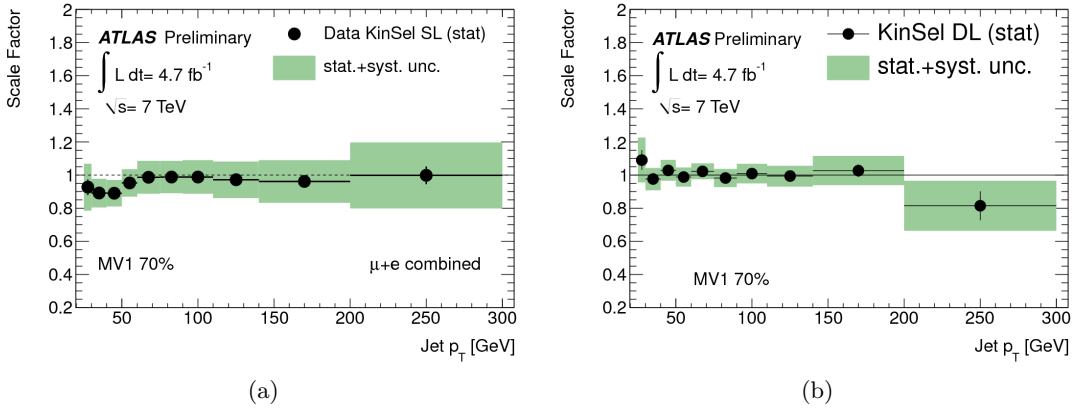 Scale Factor
2
1.8
1.6
1.4
1.2
1
0.8
0.6
0.4
0.2
ATLAS Preliminary
∫ L dt= 4.7 fb⁻¹
√s= 7 TeV
Data KinSel SL (stat)
stat.+syst. unc.
MV1 70%
μ+e combined
50 100 150 200 250 300
Jet p_T [GeV]
(a)
Scale Factor
2
1.8
1.6
1.4
1.2
1
0.8
0.6
0.4
0.2
ATLAS Preliminary
∫ L dt= 4.7 fb⁻¹
√s= 7 TeV
KinSel DL (stat)
stat.+syst. unc.
MV1 70%
50 100 150 200 250 300
Jet p_T [GeV]
(b)